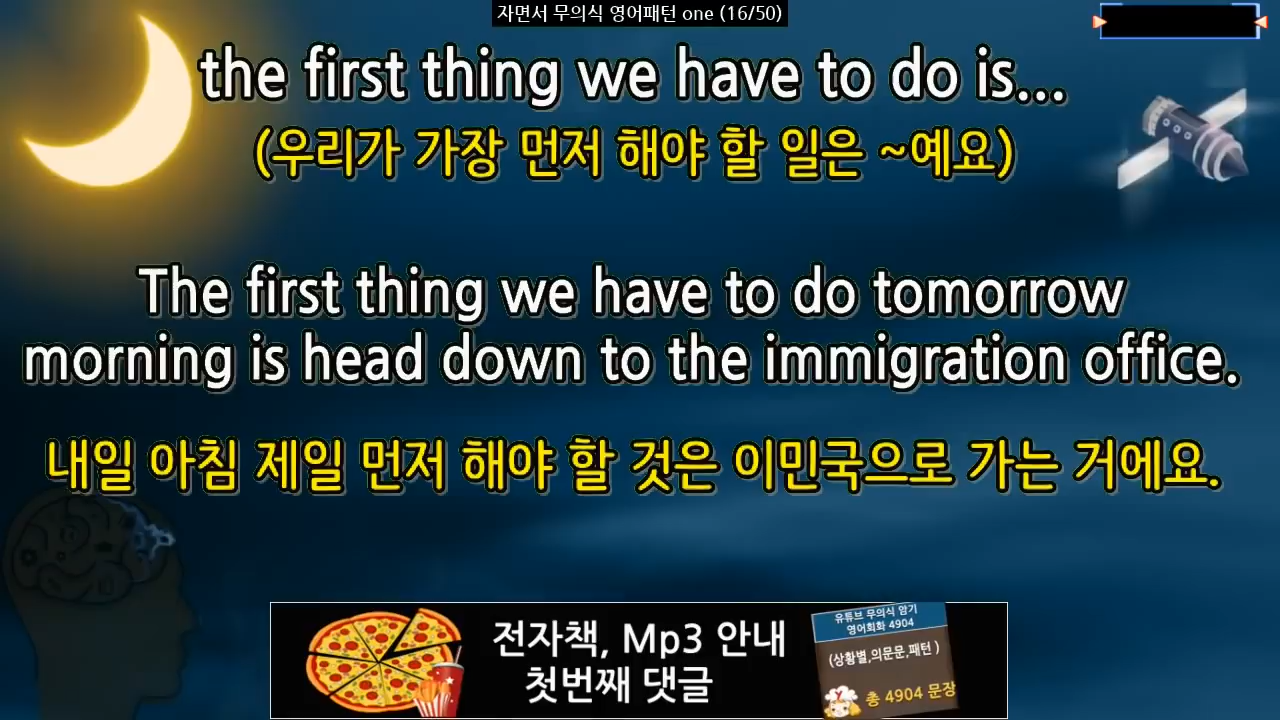 자면서 무의식 영어패턴 one (16/50)
the first thing we have to do is...
(우리가 가장 먼저 해야 할 일은 ~예요)
The first thing we have to do tomorrow
morning is head down to the immigration office.
내일 아침 제일 먼저 해야 할 것은 이민국으로 가는 거에요.
전자책, Mp3 안내
첫번째 댓글
유튜브 무의식 암기
영어회화 4904
(상황별,의문문,패턴)
총 4904 문장